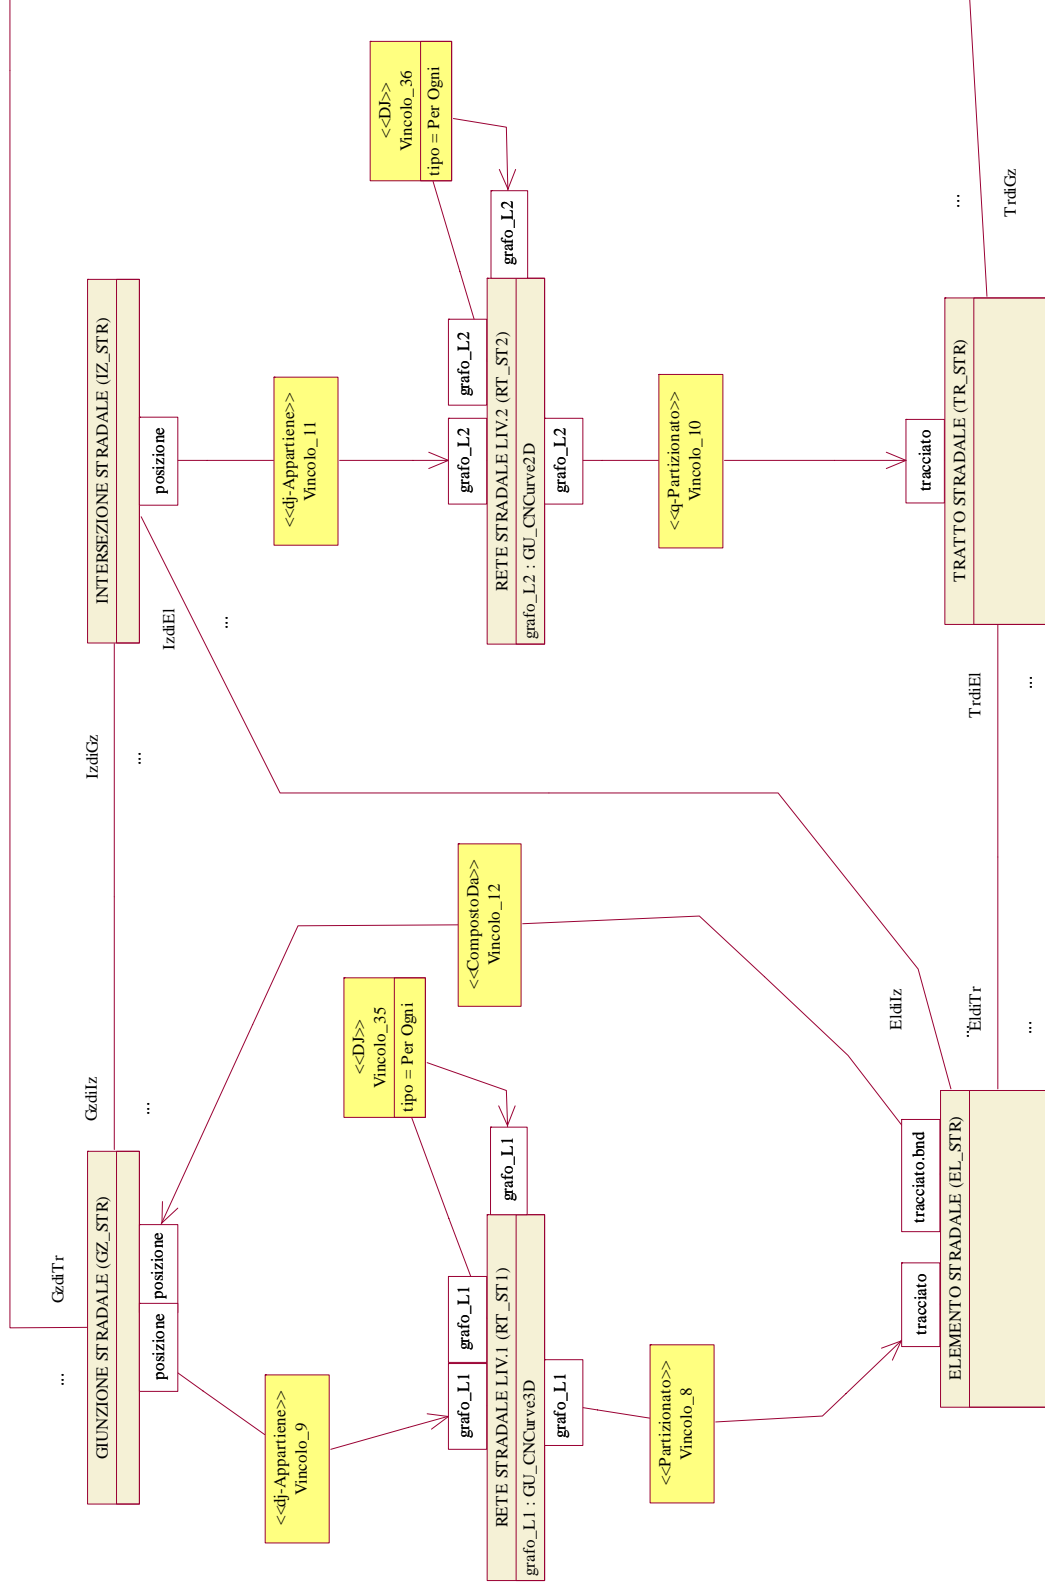 GzdiTr
...
GIUNZIONE STRADALE (GZ_STR)
posizione
posizione
GzdiIz
...
IzdiGz
...
INTERSEZIONE STRADALE (IZ_STR)
posizione
IzdiEl
...
<<dj-Appartiene>>
Vincolo_9
<<DJ>>
Vincolo_35
tipo = Per Ogni
<<CompostoDa>>
Vincolo_12
<<dj-Appartiene>>
Vincolo_11
<<DJ>>
Vincolo_36
tipo = Per Ogni
grafo_L1
grafo_L1
grafo_L1
RETE STRADALE LIV.1 (RT_ST1)
grafo_L1 : GU_CNCurve3D
grafo_L1
grafo_L2
grafo_L2
grafo_L2
RETE STRADALE LIV.2 (RT_ST2)
grafo_L2 : GU_CNCurve2D
grafo_L2
<<Partizionato>>
Vincolo_8
<<q-Partizionato>>
Vincolo_10
tracciato
tracciato.bnd
ELEMENTO STRADALE (EL_STR)
EldiIz
...
EldiTr
...
TrdiEl
...
tracciato
TRATTO STRADALE (TR_STR)
...
TrdiGz